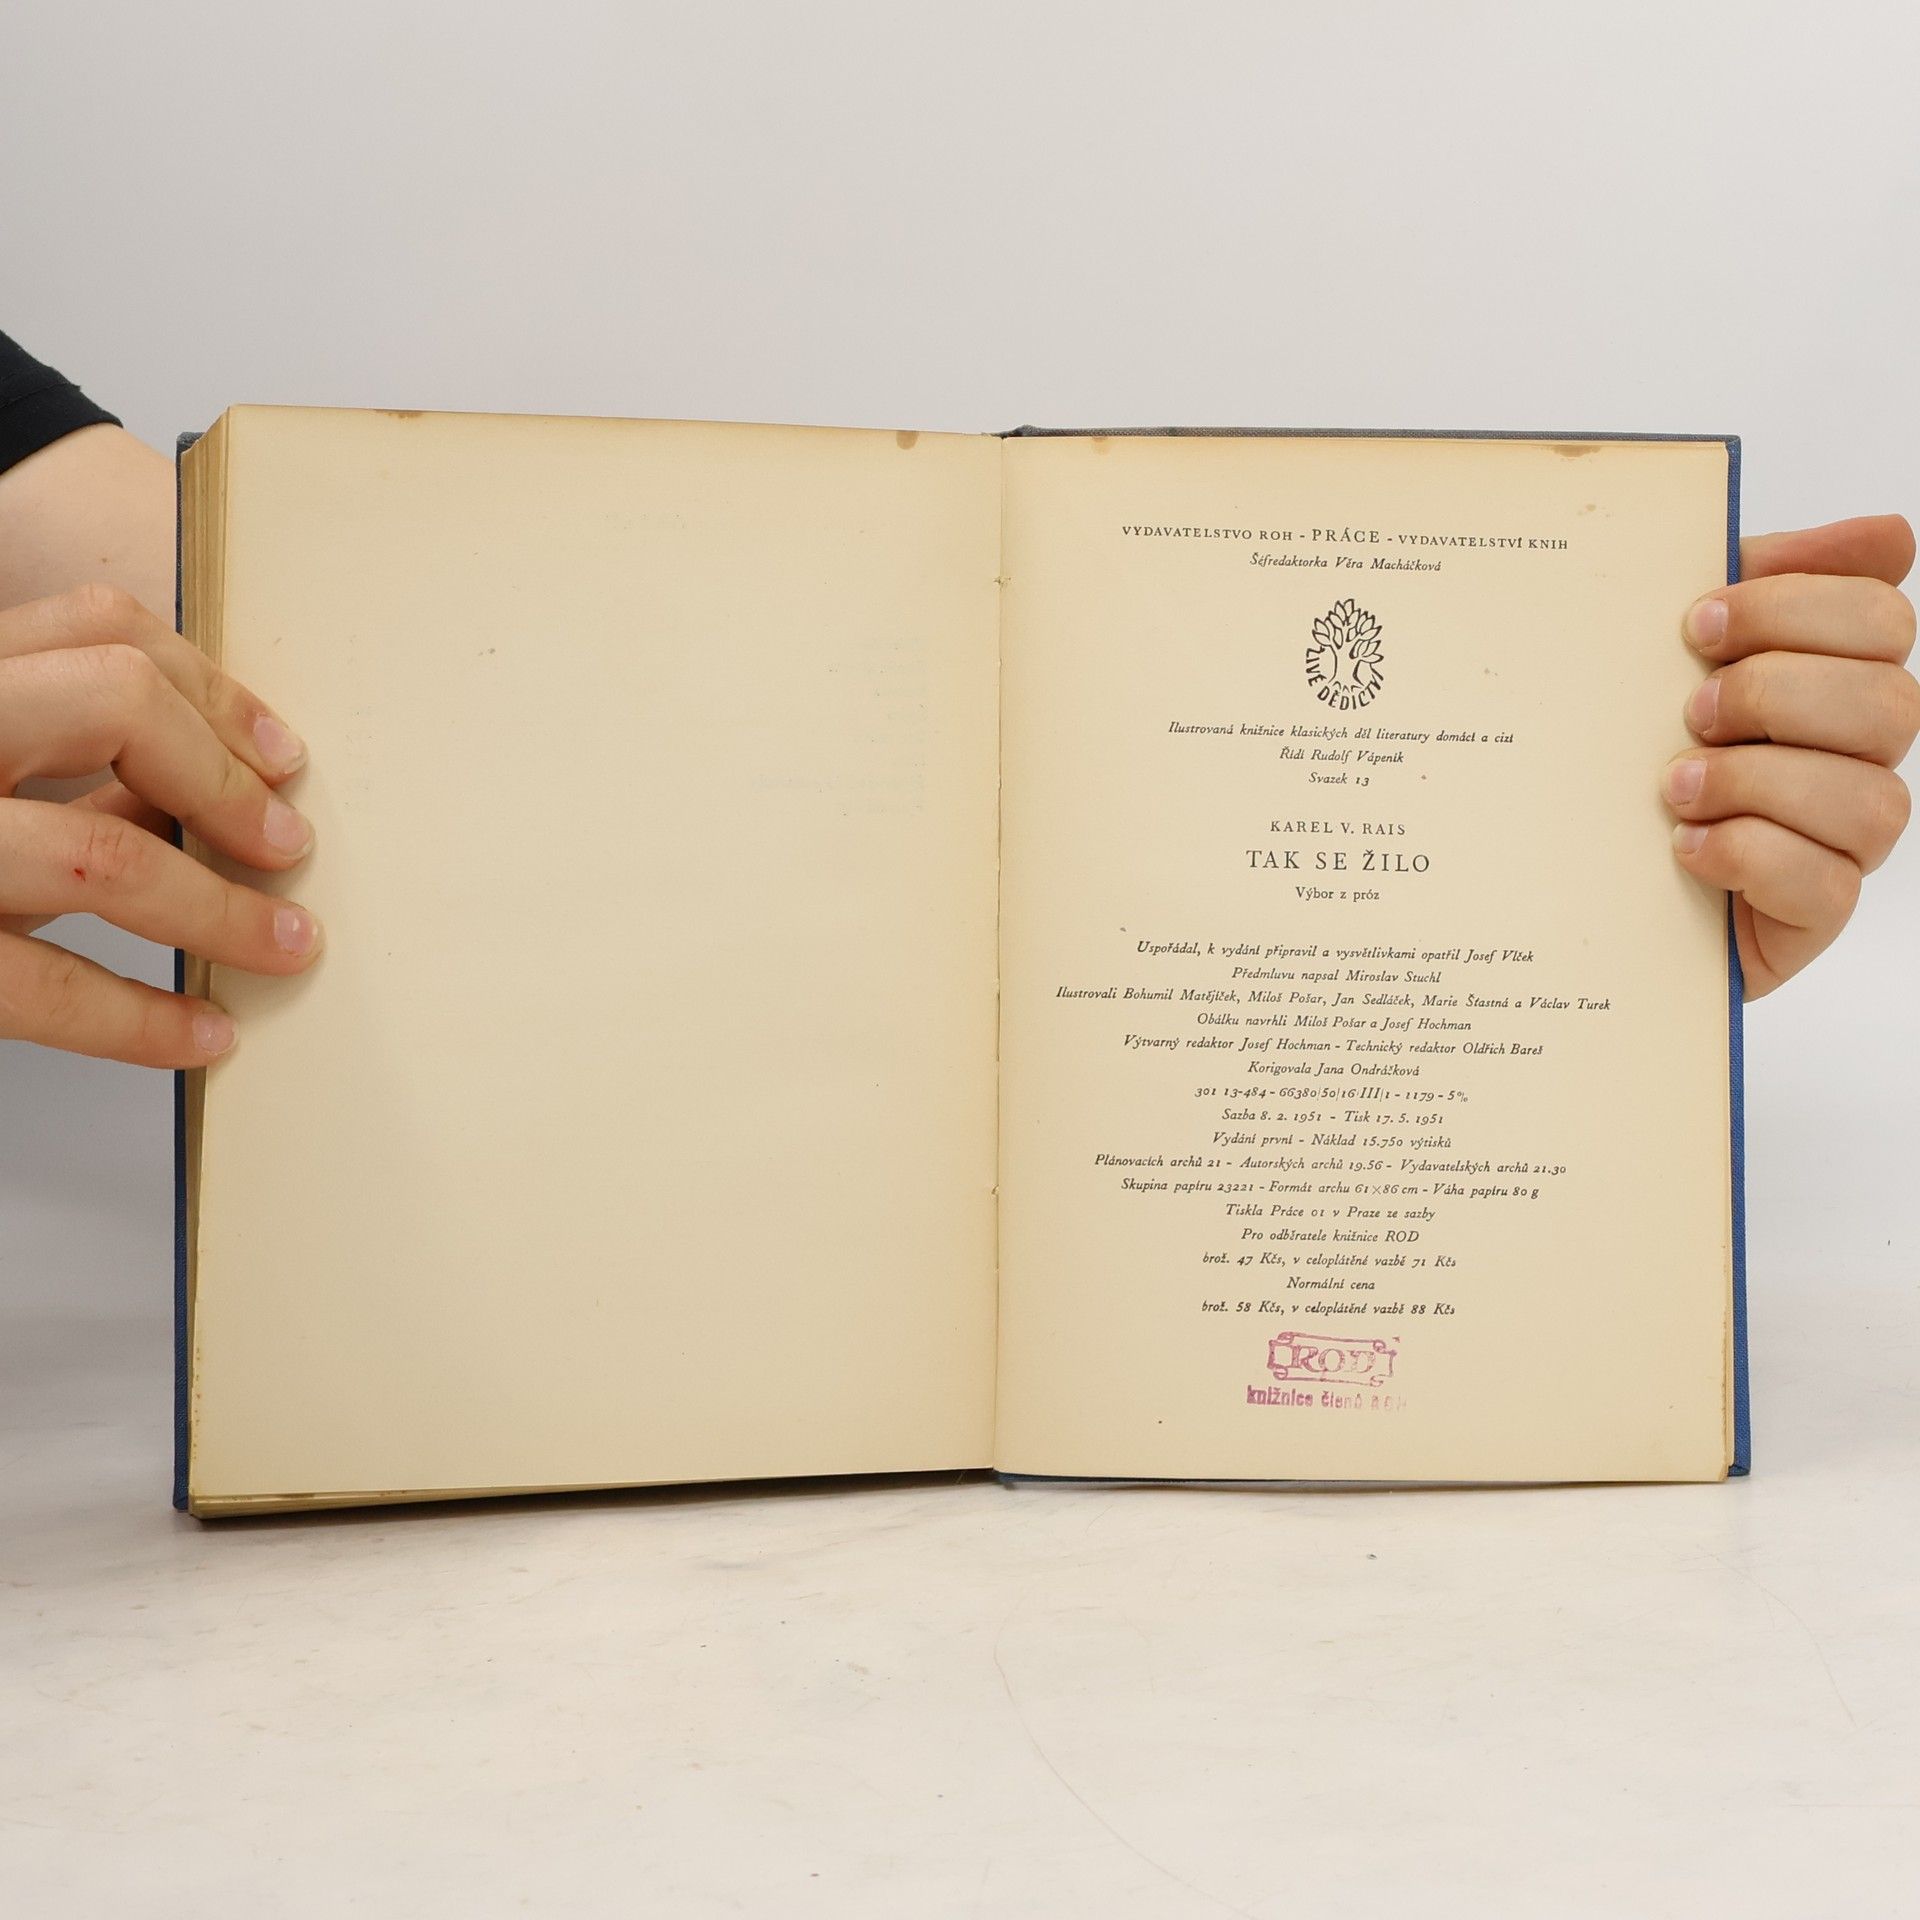 VYDAVATELSTVO ROH - PRÁCE - VYDAVATELSTVÍ KNIH
Šéfredaktorka Věra Macháčková
ŽIVÉ DĚDICTVÍ
Ilustrovaná knižnice klasických děl literatury domácí a cizí
Řídí Rudolf Vápeník
Svazek 13
KAREL V. RAIS
TAK SE ŽILO
Výbor z próz
Uspořádal, k vydání připravil a vysvětlivkami opatřil Josef Vlček
Předmluvu napsal Miroslav Stuchl
Ilustrovali Bohumil Matějíček, Miloš Pošar, Jan Sedláček, Marie Šťastná a Václav Turek
Obálku navrhli Miloš Pošar a Josef Hochman
Výtvarný redaktor Josef Hochman - Technický redaktor Oldřich Bareš
Korigovala Jana Ondráčková
301 13-484 - 66380/50/16/III/1 - 1179 - 5%
Sazba 8. 2. 1951 - Tisk 17. 5. 1951
Vydání první - Náklad 15.750 výtisků
Plánovacích archů 21 - Autorských archů 19.56 - Vydavatelských archů 21.30
Skupina papíru 23221 - Formát archu 61×86 cm - Váha papíru 80 g
Tiskla Práce 01 v Praze ze sazby
Pro odběratele knižnice ROD
brož. 47 Kčs, v celoplátěné vazbě 71 Kčs
Normální cena
brož. 58 Kčs, v celoplátěné vazbě 88 Kčs
ROD
knižnice členů ROH